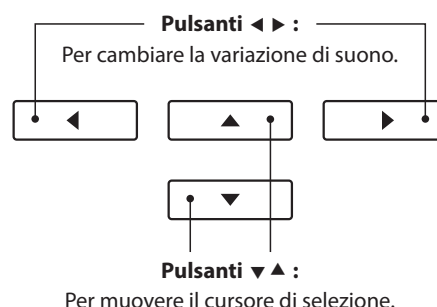 Pulsanti ◀ ▶ :
Per cambiare la variazione di suono.
Pulsanti ▼ ▲ :
Per muovere il cursore di selezione.